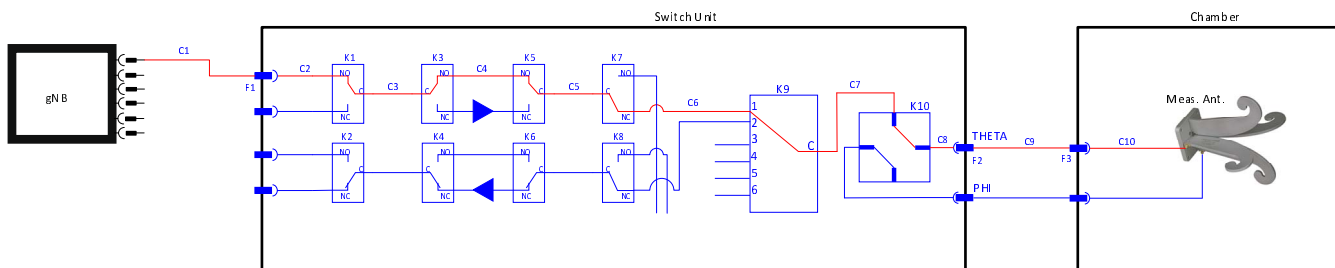 Switch Unit
Chamber
gNB
C1
F1
C2
K1
NO
C
NC
C3
K3
NO
C
NC
C4
K5
NO
C
NC
C5
K7
NO
C
NC
C6
K2
NO
C
NC
K4
NO
C
NC
K6
NO
C
NC
K8
NO
C
NC
K9
1
2
3
4
5
6
C
C7
K10
C8
THETA
F2
PHI
C9
F3
C10
Meas. Ant.